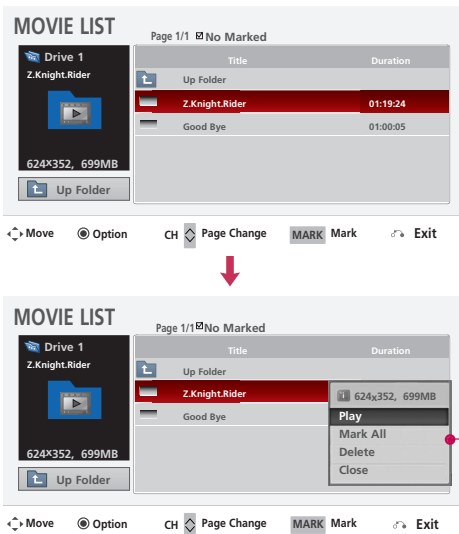 MOVIE LIST
Page 1/1 No Marked
Drive 1
Z.Knight.Rider
624x352, 699MB
Up Folder
Title Duration
Up Folder
Z.Knight.Rider 01:19:24
Good Bye 01:00:05
Move Option CH Page Change MARK Mark Exit
MOVIE LIST
Page 1/1 No Marked
Drive 1
Z.Knight.Rider
624x352, 699MB
Up Folder
Title Duration
Up Folder
Z.Knight.Rider
Good Bye
624x352, 699MB
Play
Mark All
Delete
Close
Move Option CH Page Change MARK Mark Exit